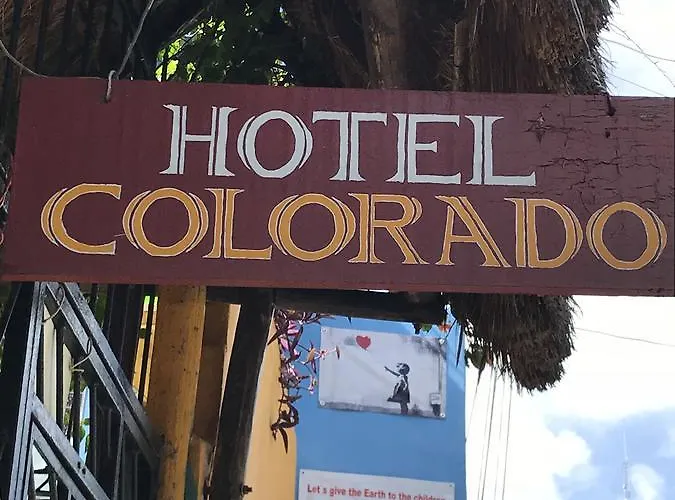 HOTEL
COLORADO
Let's give the Earth to the children